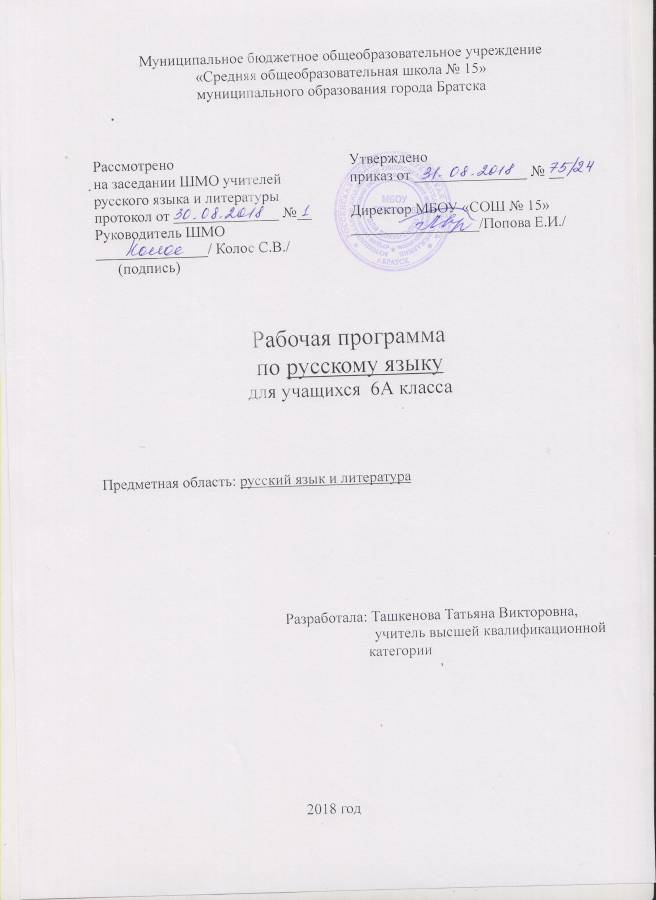 Муниципальное бюджетное общеобразовательное учреждение
«Средняя общеобразовательная школа № 15»
муниципального образования города Братска
Рассмотрено
на заседании ШМО учителей
русского языка и литературы
протокол от 30.08.2018 № 1
Руководитель ШМО
Колос / Колос С.В./
(подпись)
Утверждено
приказ от 31.08.2018 № 75/24
Директор МБОУ «СОШ № 15»
/Попова Е.И./
МБОУ
г.БРАТСК
Рабочая программа
по русскому языку
для учащихся 6А класса
Предметная область: русский язык и литература
Разработала: Ташкенова Татьяна Викторовна,
учитель высшей квалификационной
категории
2018 год